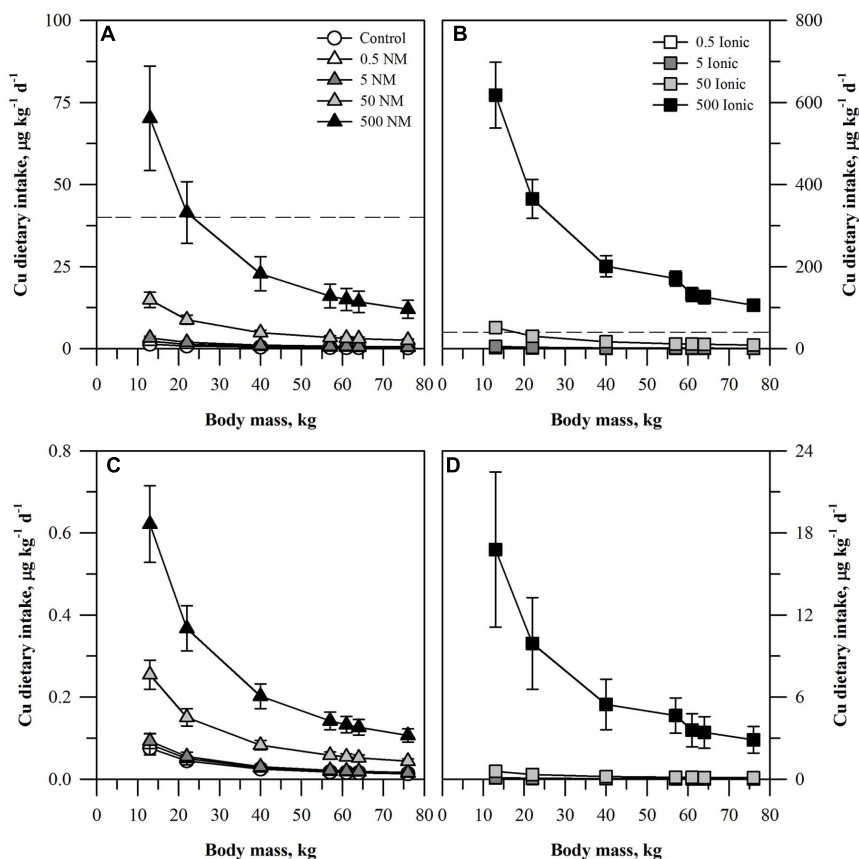 A
100
75
50
25
0
Cu dietary intake, µg kg⁻¹ d⁻¹
Control
0.5 NM
5 NM
50 NM
500 NM
0 10 20 30 40 50 60 70 80
Body mass, kg
B
0.5 Ionic
5 Ionic
50 Ionic
500 Ionic
800
600
400
200
0
Cu dietary intake, µg kg⁻¹ d⁻¹
0 10 20 30 40 50 60 70 80
Body mass, kg
C
0.8
0.6
0.4
0.2
0.0
Cu dietary intake, µg kg⁻¹ d⁻¹
0 10 20 30 40 50 60 70 80
Body mass, kg
D
24
18
12
6
0
Cu dietary intake, µg kg⁻¹ d⁻¹
0 10 20 30 40 50 60 70 80
Body mass, kg